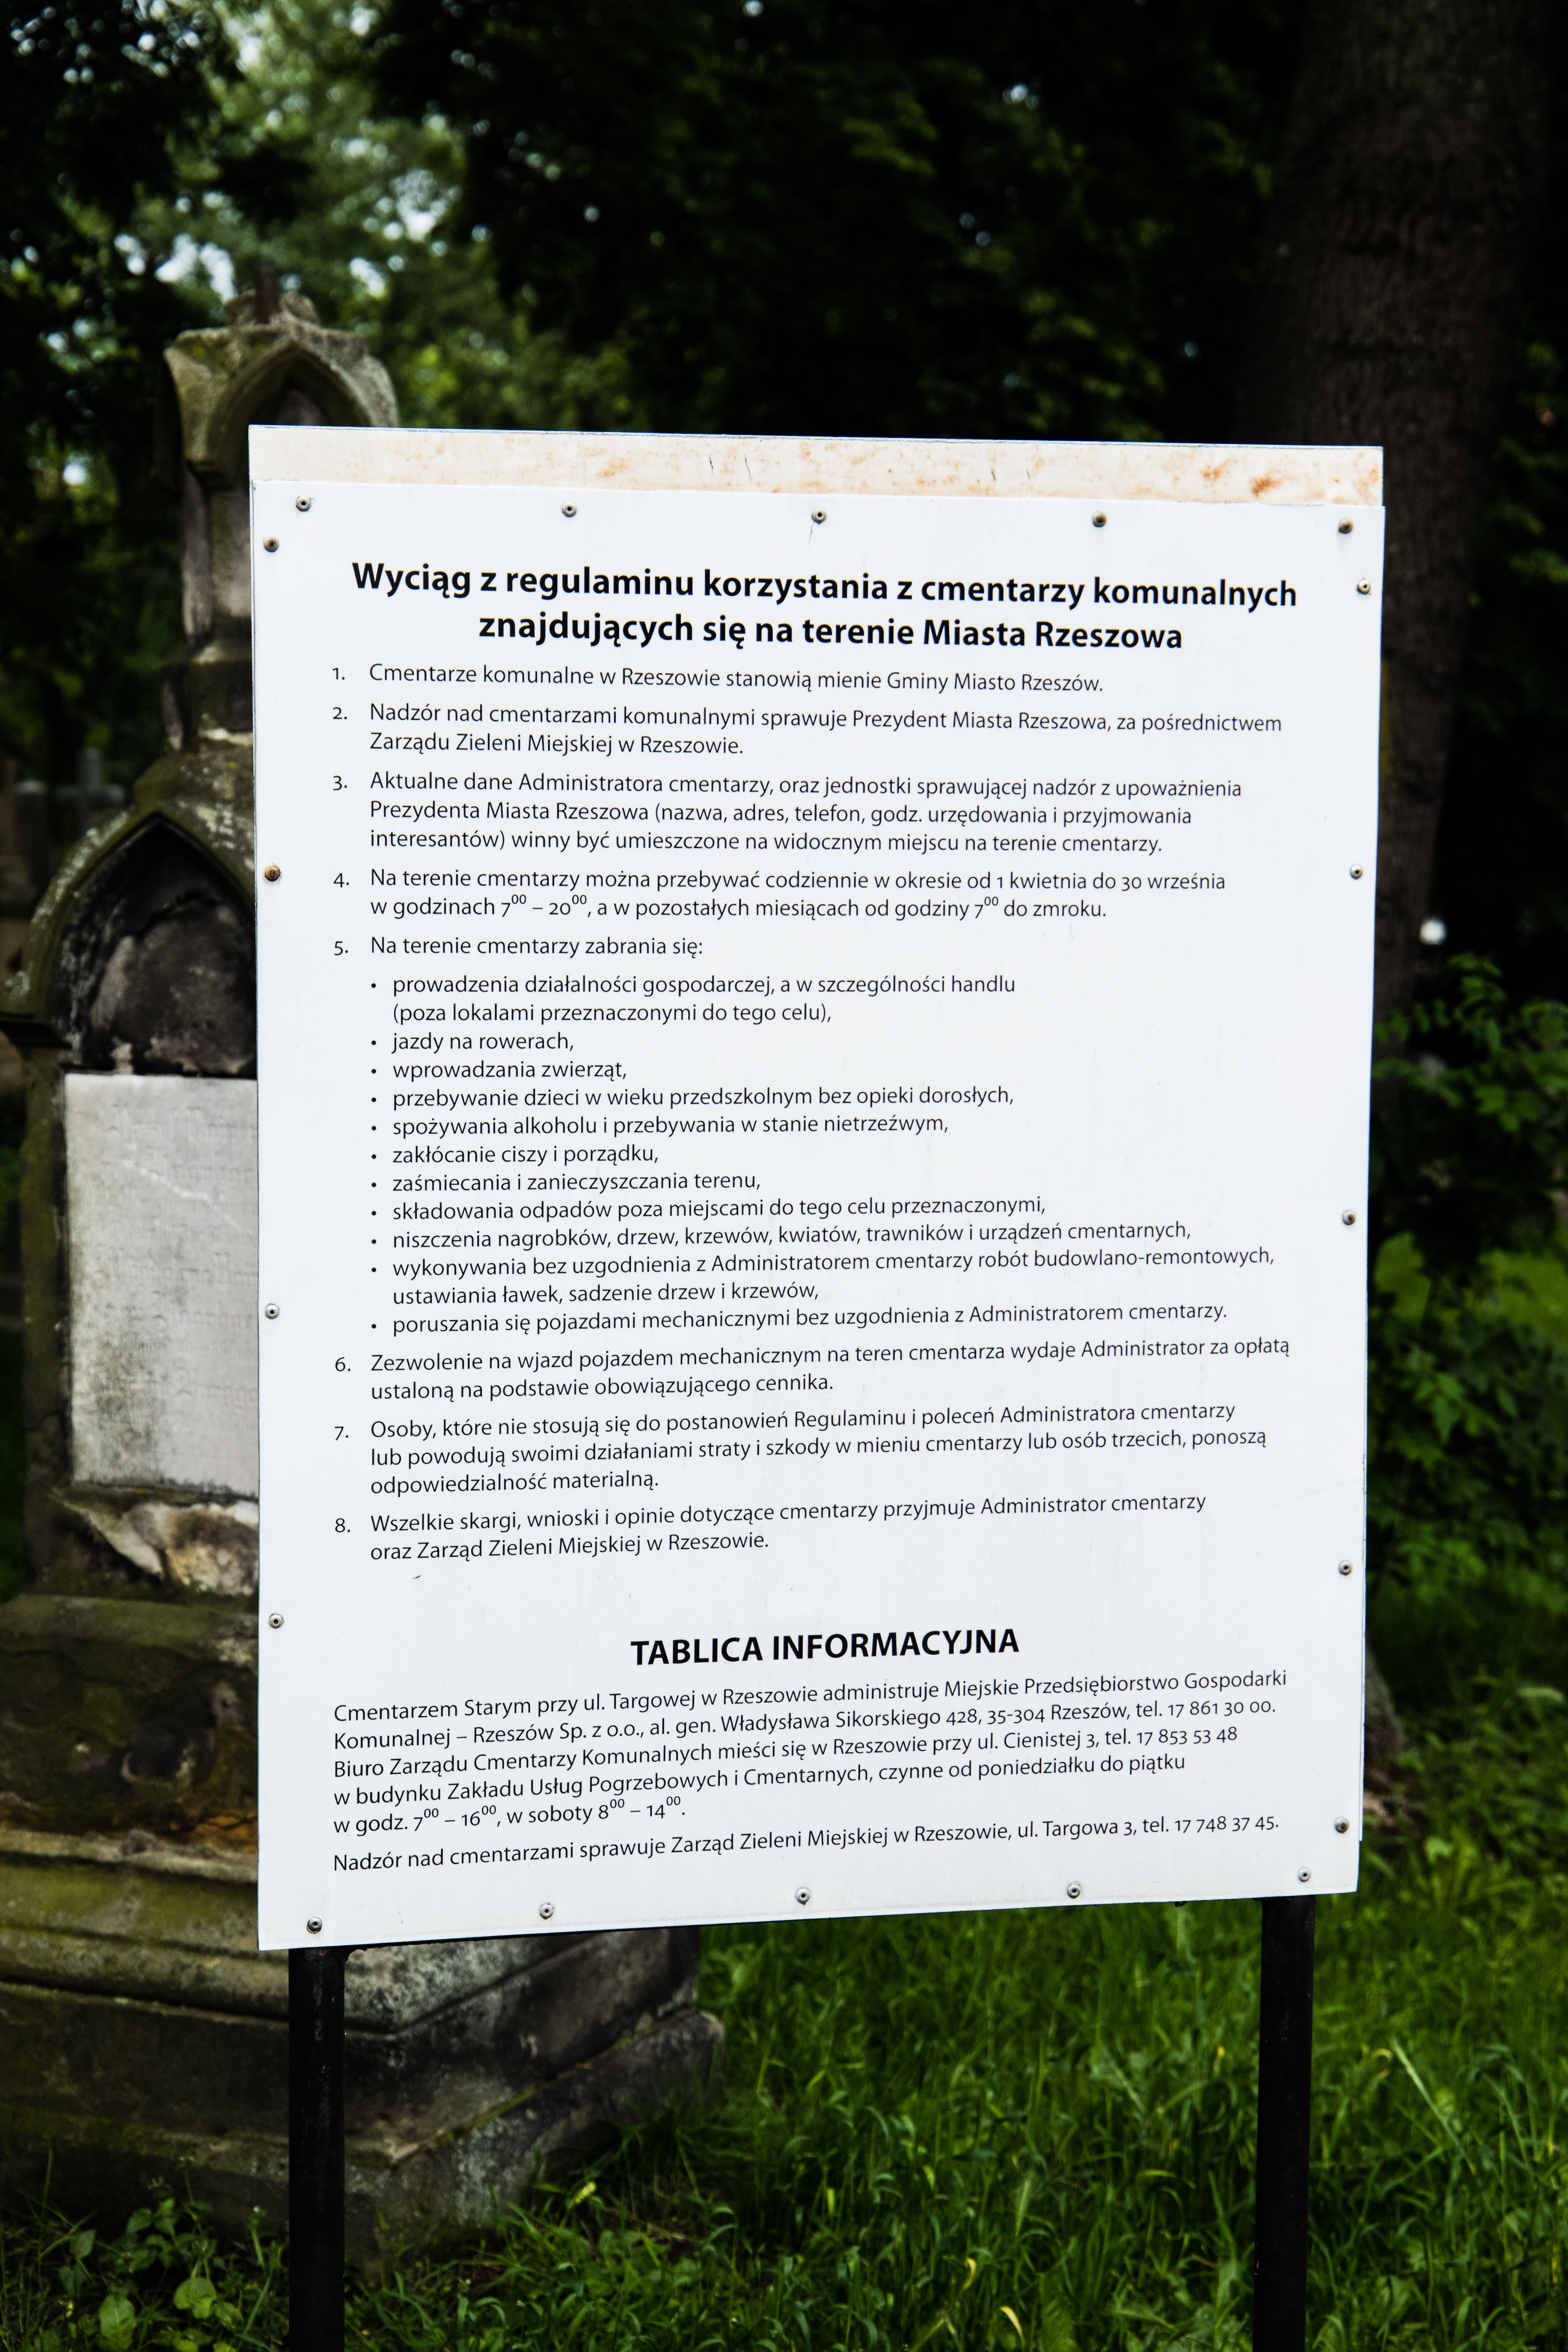 Wyciąg z regulaminu korzystania z cmentarzy komunalnych
znajdujących się na terenie Miasta Rzeszowa
1. Cmentarze komunalne w Rzeszowie stanowią mienie Gminy Miasto Rzeszów.
2. Nadzór nad cmentarzami komunalnymi sprawuje Prezydent Miasta Rzeszowa, za pośrednictwem
Zarządu Zieleni Miejskiej w Rzeszowie.
3. Aktualne dane Administratora cmentarzy, oraz jednostki sprawującej nadzór z upoważnienia
Prezydenta Miasta Rzeszowa (nazwa, adres, telefon, godz. urzędowania i przyjmowania
interesantów) winny być umieszczone na widocznym miejscu na terenie cmentarzy.
4. Na terenie cmentarzy można przebywać codziennie w okresie od 1 kwietnia do 30 września
w godzinach 7⁰⁰ – 20⁰⁰, a w pozostałych miesiącach od godziny 7⁰⁰ do zmroku.
5. Na terenie cmentarzy zabrania się:
• prowadzenia działalności gospodarczej, a w szczególności handlu
(poza lokalami przeznaczonymi do tego celu),
• jazdy na rowerach,
• wprowadzania zwierząt,
• przebywanie dzieci w wieku przedszkolnym bez opieki dorosłych,
• spożywania alkoholu i przebywania w stanie nietrzeźwym,
• zakłócanie ciszy i porządku,
• zaśmiecania i zanieczyszczania terenu,
• składowania odpadów poza miejscami do tego celu przeznaczonymi,
• niszczenia nagrobków, drzew, krzewów, kwiatów, trawników i urządzeń cmentarnych,
• wykonywania bez uzgodnienia z Administratorem cmentarzy robót budowlano-remontowych,
ustawiania ławek, sadzenie drzew i krzewów,
• poruszania się pojazdami mechanicznymi bez uzgodnienia z Administratorem cmentarzy.
6. Zezwolenie na wjazd pojazdem mechanicznym na teren cmentarza wydaje Administrator za opłatą
ustaloną na podstawie obowiązującego cennika.
7. Osoby, które nie stosują się do postanowień Regulaminu i poleceń Administratora cmentarzy
lub powodują swoimi działaniami straty i szkody w mieniu cmentarzy lub osób trzecich, ponoszą
odpowiedzialność materialną.
8. Wszelkie skargi, wnioski i opinie dotyczące cmentarzy przyjmuje Administrator cmentarzy
oraz Zarząd Zieleni Miejskiej w Rzeszowie.
TABLICA INFORMACYJNA
Cmentarzem Starym przy ul. Targowej w Rzeszowie administruje Miejskie Przedsiębiorstwo Gospodarki
Komunalnej – Rzeszów Sp. z o.o., al. gen. Władysława Sikorskiego 428, 35-304 Rzeszów, tel. 17 861 30 00.
Biuro Zarządu Cmentarzy Komunalnych mieści się w Rzeszowie przy ul. Cienistej 3, tel. 17 853 53 48
w budynku Zakładu Usług Pogrzebowych i Cmentarnych, czynne od poniedziałku do piątku
w godz. 7⁰⁰ – 16⁰⁰, w soboty 8⁰⁰ – 14⁰⁰.
Nadzór nad cmentarzami sprawuje Zarząd Zieleni Miejskiej w Rzeszowie, ul. Targowa 3, tel. 17 748 37 45.